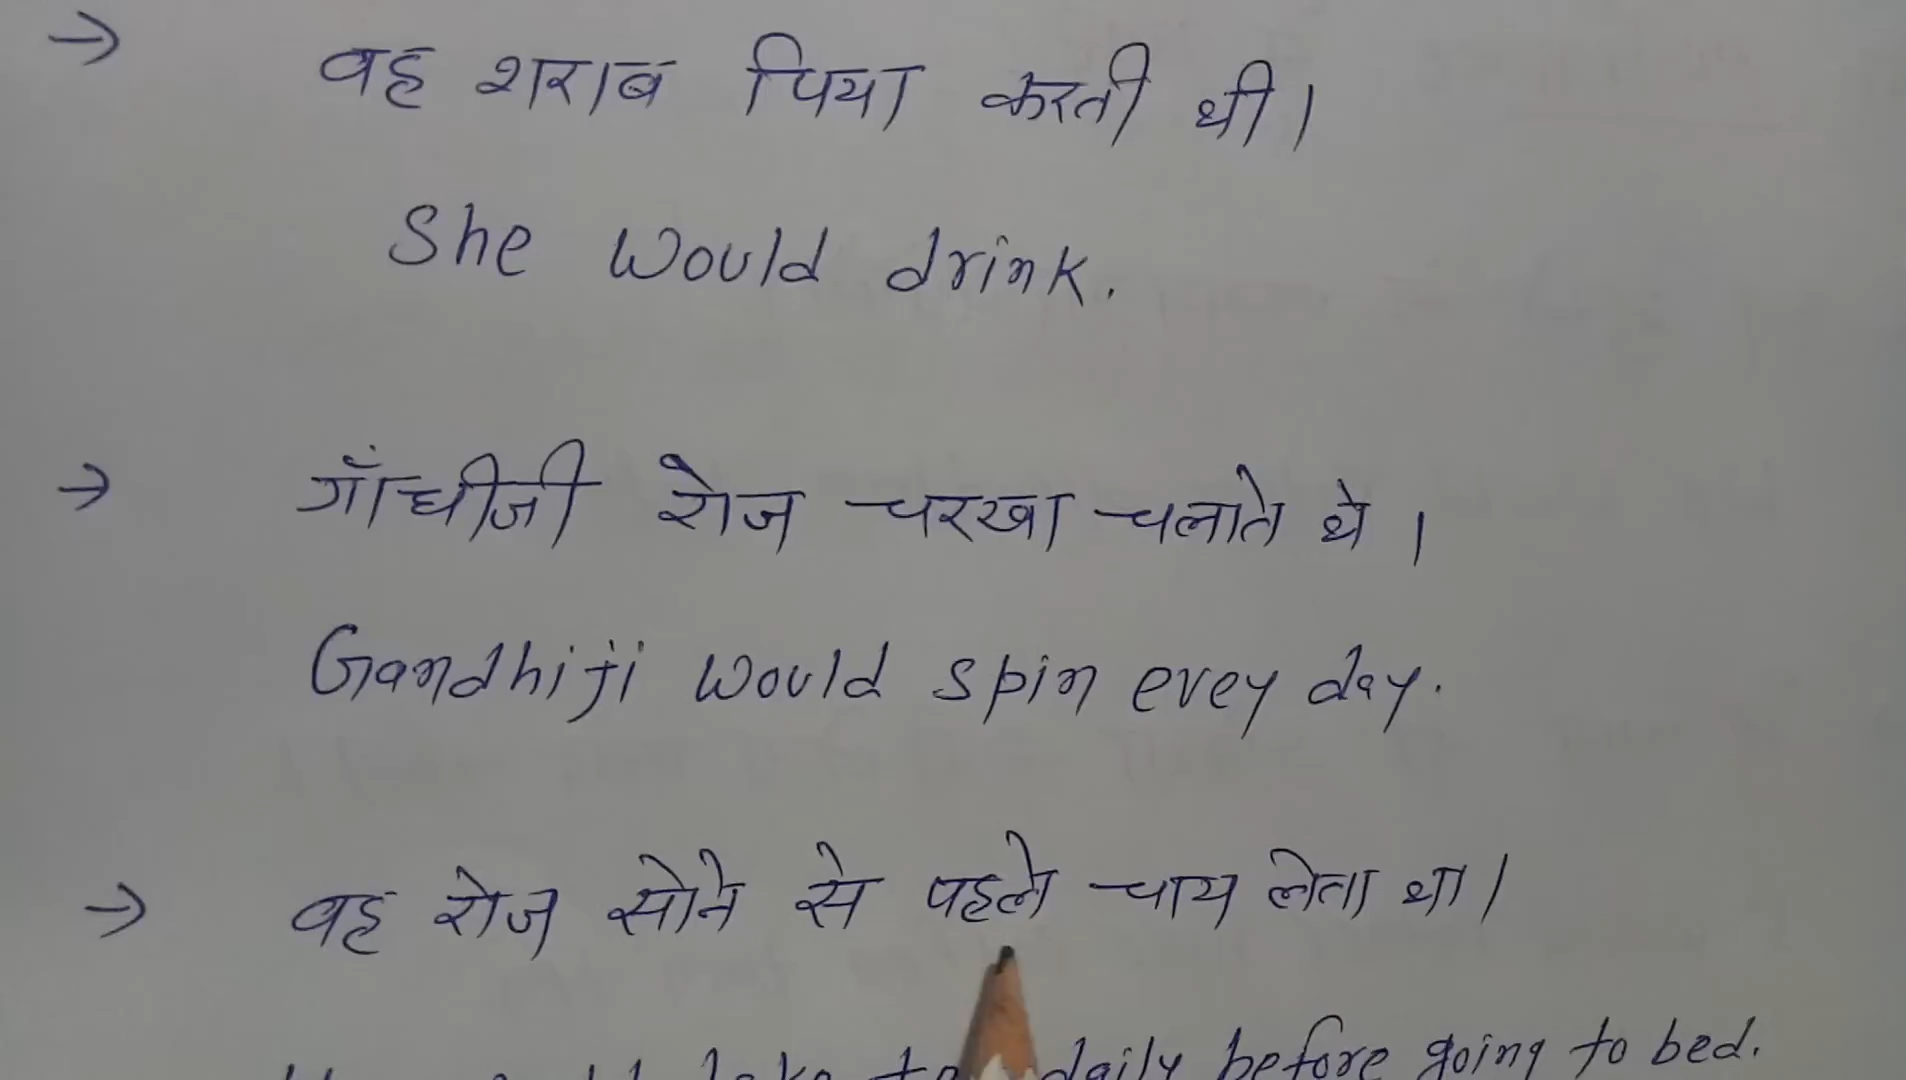 → वह शराब पिया करती थी।
She would drink.
→ गाँधीजी रोज चरखा चलाते थे।
Gandhiji would spin evey day.
→ वह रोज सोने से पहले चाय लेता था।
daily before going to bed.